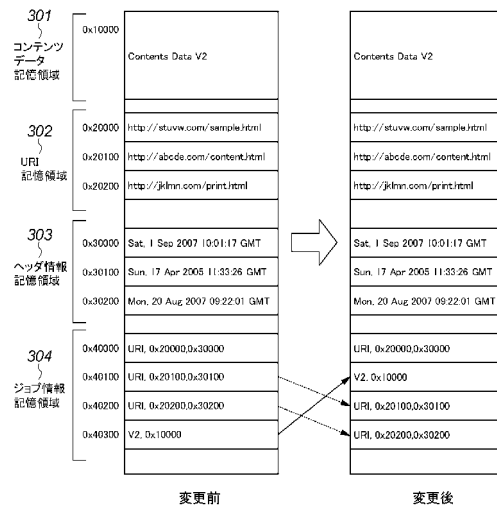 301
コンテンツ
データ
記憶領域
0x10000
Contents Data V2
Contents Data V2
302
URI
記憶領域
0x20000
http://stuvw.com/sample.html
http://stuvw.com/sample.html
0x20100
http://abcde.com/content.html
http://abcde.com/content.html
0x20200
http://jklmn.com/print.html
http://jklmn.com/print.html
303
ヘッダ情報
記憶領域
0x30000
Sat, 1 Sep 2007 10:01:17 GMT
Sat, 1 Sep 2007 10:01:17 GMT
0x30100
Sun, 17 Apr 2005 11:33:26 GMT
Sun, 17 Apr 2005 11:33:26 GMT
0x30200
Mon, 20 Aug 2007 09:22:01 GMT
Mon, 20 Aug 2007 09:22:01 GMT
304
ジョブ情報
記憶領域
0x40000
URI, 0x20000,0x30000
URI, 0x20000,0x30000
0x40100
URI, 0x20100,0x30100
V2, 0x10000
0x40200
URI, 0x20200,0x30200
URI, 0x20100,0x30100
0x40300
V2, 0x10000
URI, 0x20200,0x30200
変更前
変更後